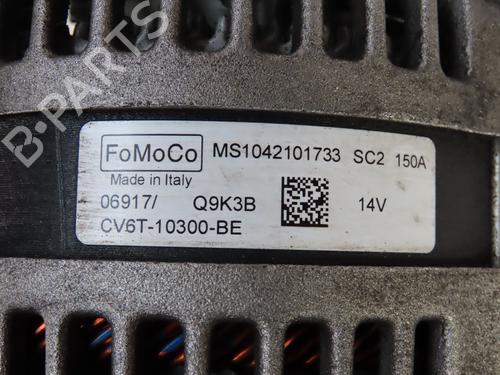 B-PARTS
FoMoCo MS1042101733 SC2 150A
Made in Italy
06917/ Q9K3B 14V
CV6T-10300-BE